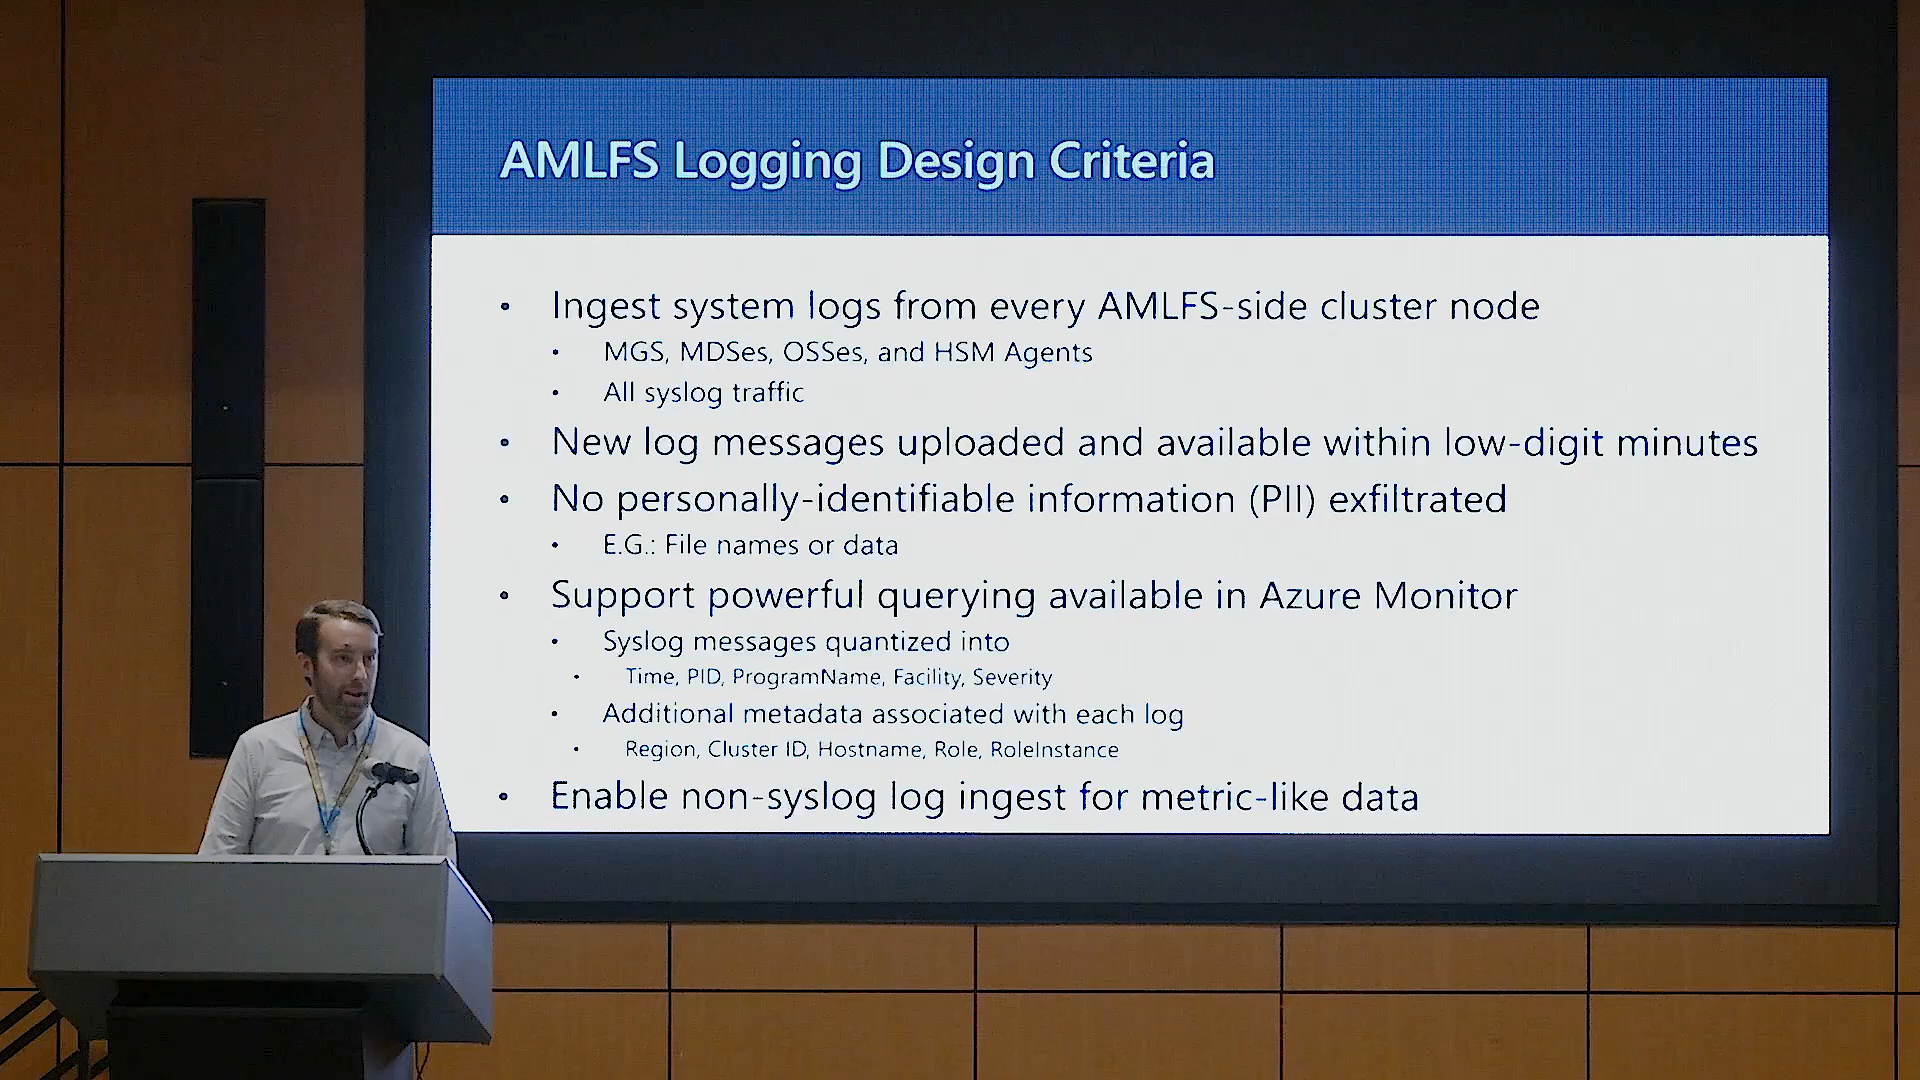 AMLFS Logging Design Criteria
• Ingest system logs from every AMLFS-side cluster node
• MGS, MDSes, OSSes, and HSM Agents
• All syslog traffic
• New log messages uploaded and available within low-digit minutes
• No personally-identifiable information (PII) exfiltrated
• E.G.: File names or data
• Support powerful querying available in Azure Monitor
• Syslog messages quantized into
• Time, PID, ProgramName, Facility, Severity
• Additional metadata associated with each log
• Region, Cluster ID, Hostname, Role, RoleInstance
• Enable non-syslog log ingest for metric-like data